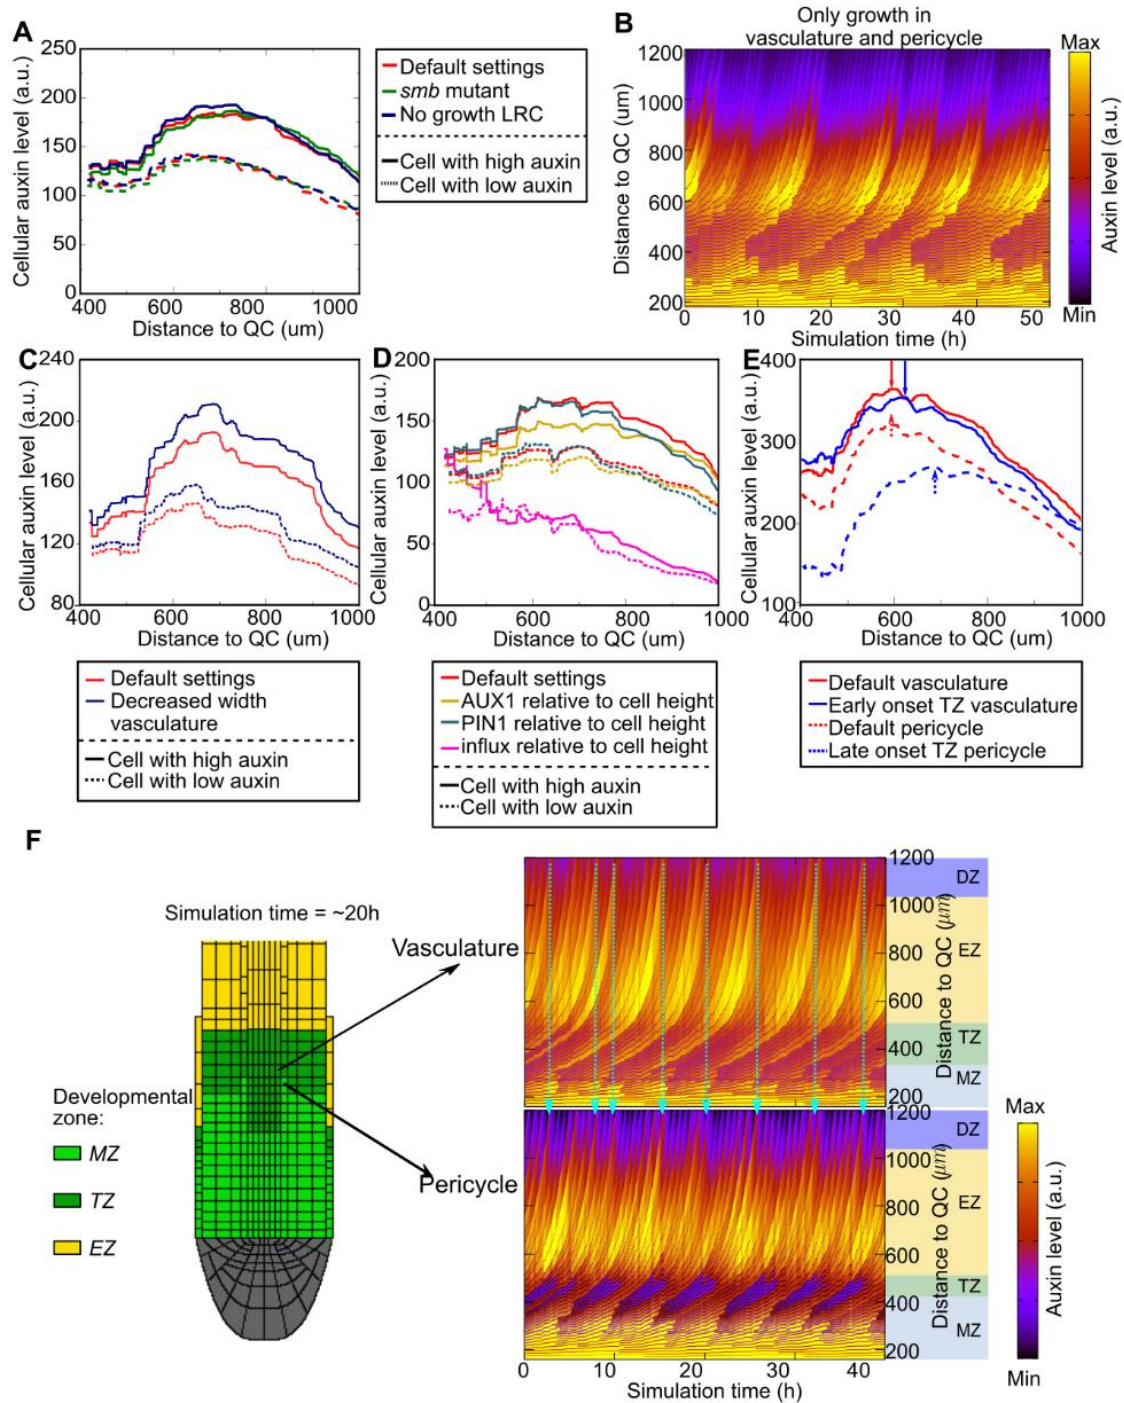 A
250
200
150
100
50
0
Cellular auxin level (a.u.)
400 600 800 1000
Distance to QC (um)
Default settings
smb mutant
No growth LRC
Cell with high auxin
Cell with low auxin
B
Only growth in
vasculature and pericycle
1200
1000
800
600
400
200
Distance to QC (um)
0 10 20 30 40 50
Simulation time (h)
Max
Auxin level (a.u.)
Min
C
240
200
160
120
80
Cellular auxin level (a.u.)
400 600 800 1000
Distance to QC (um)
Default settings
Decreased width
vasculature
Cell with high auxin
Cell with low auxin
D
200
150
100
50
0
Cellular auxin level (a.u.)
400 600 800 1000
Distance to QC (um)
Default settings
AUX1 relative to cell height
PIN1 relative to cell height
influx relative to cell height
Cell with high auxin
Cell with low auxin
E
400
300
200
100
Cellular auxin level (a.u.)
400 600 800 1000
Distance to QC (um)
Default vasculature
Early onset TZ vasculature
Default pericycle
Late onset TZ pericycle
F
Simulation time = ~20h
Developmental
zone:
MZ
TZ
EZ
Vasculature
Pericycle
1200
1000
800
600
400
200
Distance to QC (μm)
DZ
EZ
TZ
MZ
1200
1000
800
600
400
200
Distance to QC (μm)
DZ
EZ
TZ
MZ
0 10 20 30 40
Simulation time (h)
Max
Auxin level (a.u.)
Min